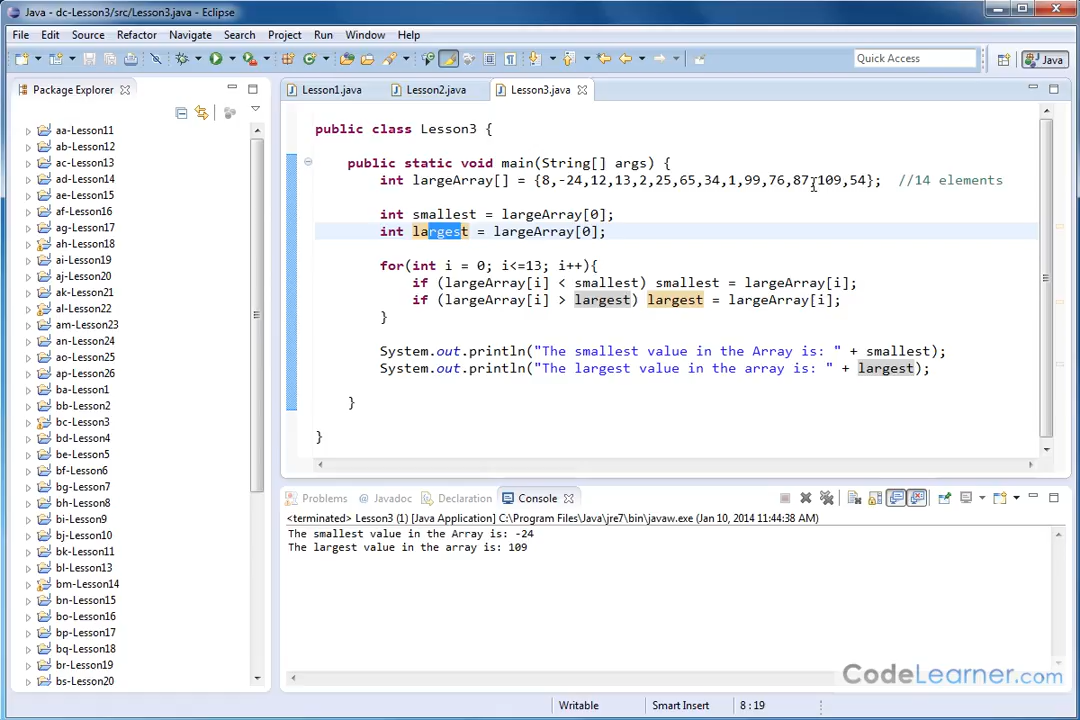 Java - dc-Lesson3/src/Lesson3.java - Eclipse
File Edit Source Refactor Navigate Search Project Run Window Help
Quick Access
Java
Package Explorer
Lesson1.java
Lesson2.java
Lesson3.java
aa-Lesson11
ab-Lesson12
ac-Lesson13
ad-Lesson14
ae-Lesson15
af-Lesson16
ag-Lesson17
ah-Lesson18
ai-Lesson19
aj-Lesson20
ak-Lesson21
al-Lesson22
am-Lesson23
an-Lesson24
ao-Lesson25
ap-Lesson26
ba-Lesson1
bb-Lesson2
bc-Lesson3
bd-Lesson4
be-Lesson5
bf-Lesson6
bg-Lesson7
bh-Lesson8
bi-Lesson9
bj-Lesson10
bk-Lesson11
bl-Lesson13
bm-Lesson14
bn-Lesson15
bo-Lesson16
bp-Lesson17
bq-Lesson18
br-Lesson19
bs-Lesson20
public class Lesson3 {
public static void main(String[] args) {
int largeArray[] = {8,-24,12,13,2,25,65,34,1,99,76,87,109,54}; //14 elements
int smallest = largeArray[0];
int largest = largeArray[0];
for(int i = 0; i<=13; i++){
if (largeArray[i] < smallest) smallest = largeArray[i];
if (largeArray[i] > largest) largest = largeArray[i];
}
System.out.println("The smallest value in the Array is: " + smallest);
System.out.println("The largest value in the array is: " + largest);
}
}
Problems @ Javadoc Declaration Console
<terminated> Lesson3 (1) [Java Application] C:\Program Files\Java\jre7\bin\javaw.exe (Jan 10, 2014 11:44:38 AM)
The smallest value in the Array is: -24
The largest value in the array is: 109
CodeLearner.com
Writable Smart Insert 8 : 19